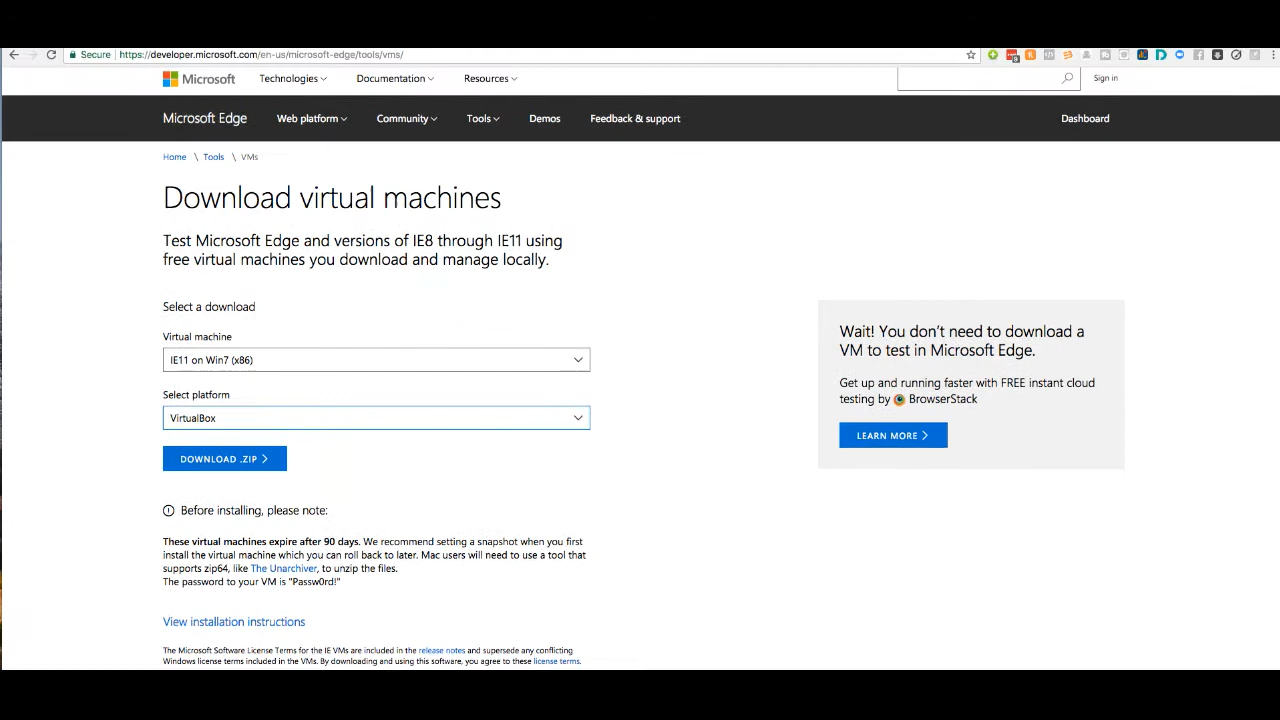 Secure https://developer.microsoft.com/en-us/microsoft-edge/tools/vms/
Microsoft Technologies Documentation Resources Sign in
Microsoft Edge Web platform Community Tools Demos Feedback & support Dashboard
Home \ Tools \ VMs
Download virtual machines
Test Microsoft Edge and versions of IE8 through IE11 using
free virtual machines you download and manage locally.
Select a download
Virtual machine
IE11 on Win7 (x86)
Select platform
VirtualBox
DOWNLOAD .ZIP
Wait! You don't need to download a
VM to test in Microsoft Edge.
Get up and running faster with FREE instant cloud
testing by BrowserStack
LEARN MORE
Before installing, please note:
These virtual machines expire after 90 days. We recommend setting a snapshot when you first
install the virtual machine which you can roll back to later. Mac users will need to use a tool that
supports zip64, like The Unarchiver, to unzip the files.
The password to your VM is "Passw0rd!"
View installation instructions
The Microsoft Software License Terms for the IE VMs are included in the release notes and supersede any conflicting
Windows license terms included in the VMs. By downloading and using this software, you agree to these license terms.